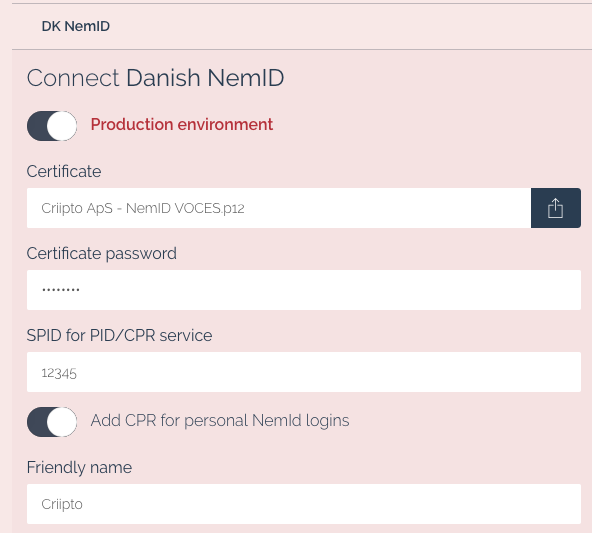 DK NemID
Connect Danish NemID
Production environment
Certificate
Criipto ApS - NemID VOCES.p12
Certificate password
••••••••
SPID for PID/CPR service
12345
Add CPR for personal NemId logins
Friendly name
Criipto